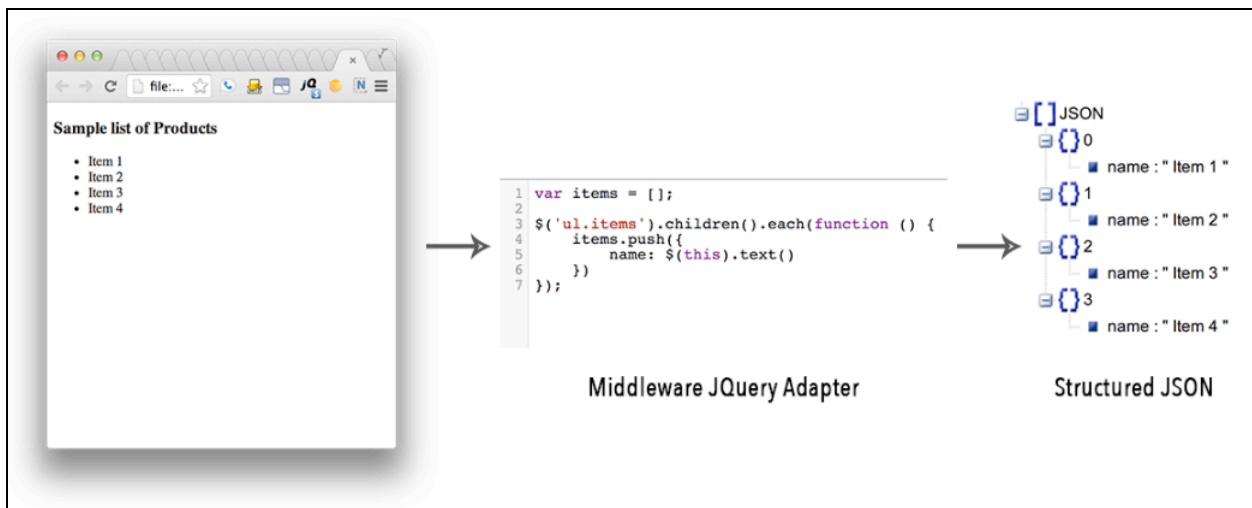 file:...
jQ
N
Sample list of Products
• Item 1
• Item 2
• Item 3
• Item 4
1 var items = [];
2
3 $('ul.items').children().each(function () {
4     items.push({
5         name: $(this).text()
6     })
7 });
Middleware JQuery Adapter
[ ] JSON
{} 0
name : " Item 1 "
{} 1
name : " Item 2 "
{} 2
name : " Item 3 "
{} 3
name : " Item 4 "
Structured JSON